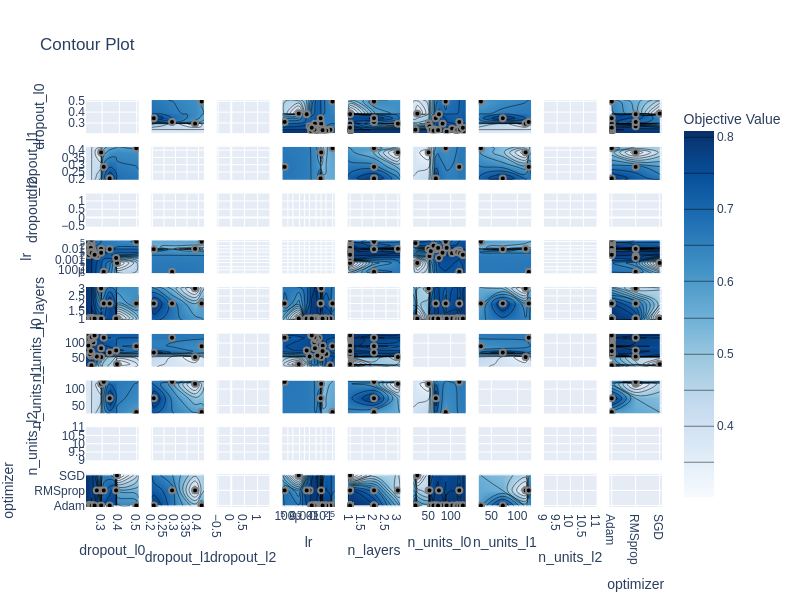 Contour Plot
Objective Value
0.8
0.7
0.6
0.5
0.4
dropout_l0
0.5
0.4
0.3
dropout_l1
0.4
0.35
0.3
0.25
0.2
dropout_l2
1
0.5
0
−0.5
lr
0.01
0.001
100μ
n_layers
3
2.5
2
1.5
1
n_units_l0
100
50
n_units_l1
100
50
n_units_l2
11
10.5
10
9.5
9
optimizer
SGD
RMSprop
Adam
0.3
0.4
0.5
dropout_l0
0.2
0.25
0.3
0.35
0.4
dropout_l1
−0.5
0
0.5
1
dropout_l2
lr
1
1.5
2
2.5
3
n_layers
50
100
n_units_l0
50
100
n_units_l1
9
9.5
10
10.5
11
n_units_l2
Adam
RMSprop
SGD
optimizer